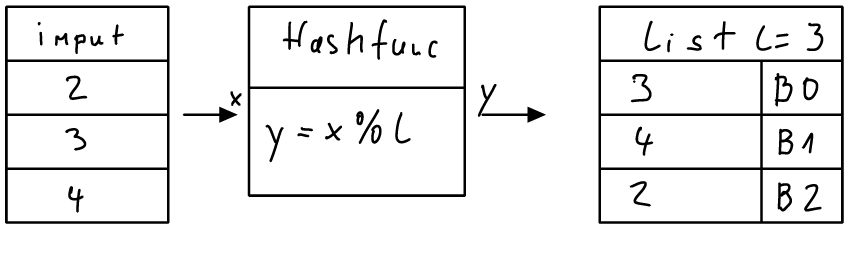 input
2
3
4
x
Hashfunc
y = x % L
y
List L=3
3 B0
4 B1
2 B2